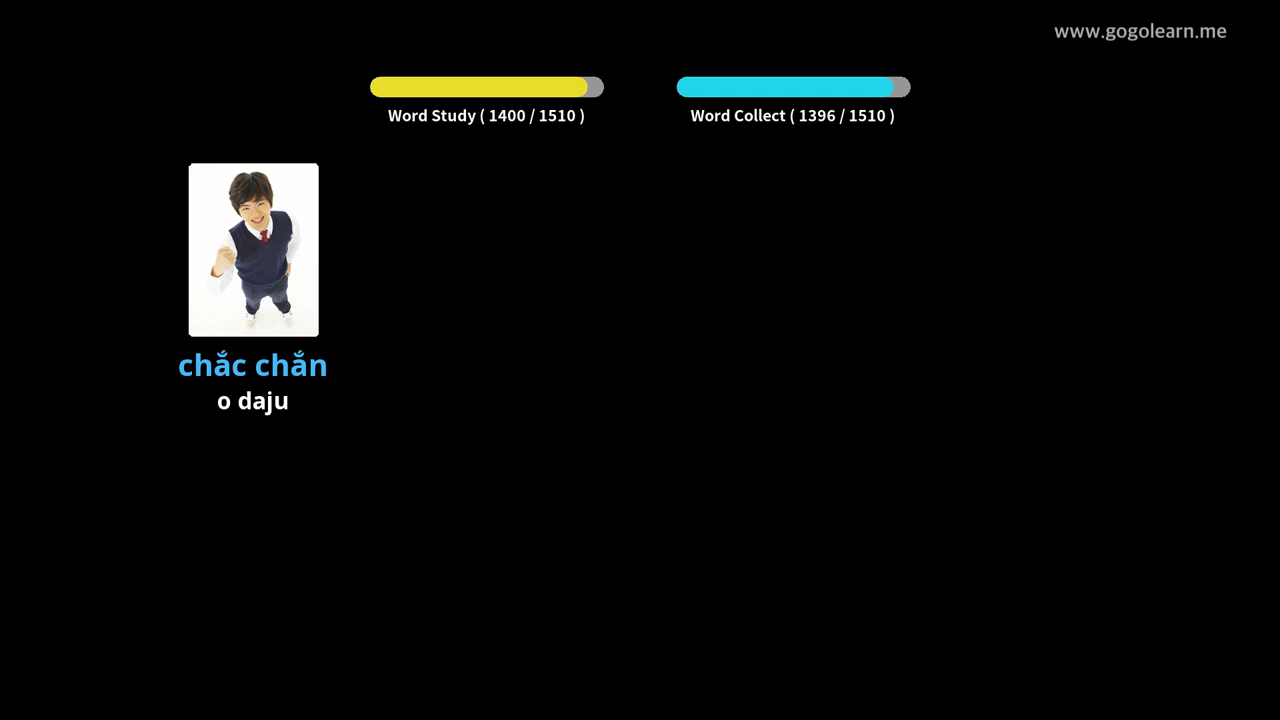 www.gogolearn.me
Word Study ( 1400 / 1510 )
Word Collect ( 1396 / 1510 )
chắc chắn
o daju